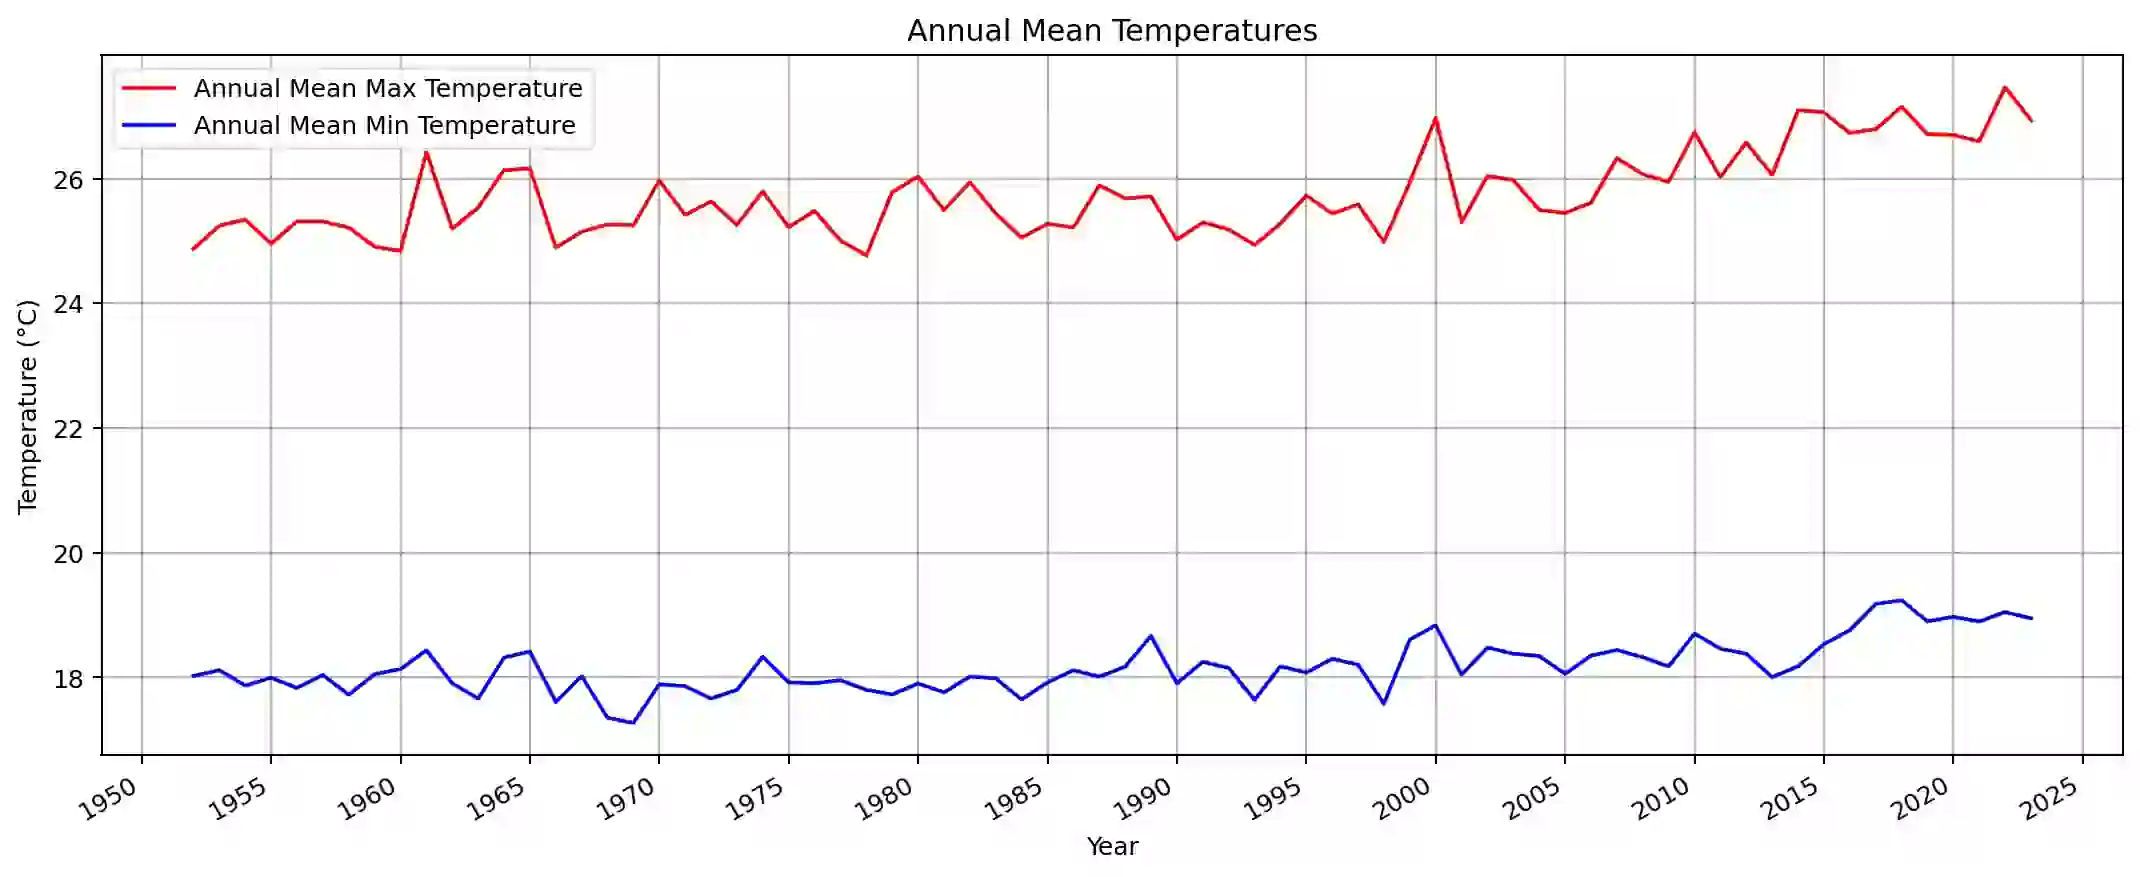 Annual Mean Temperatures
Annual Mean Max Temperature
Annual Mean Min Temperature
Temperature (°C)
26
24
22
20
18
1950 1955 1960 1965 1970 1975 1980 1985 1990 1995 2000 2005 2010 2015 2020 2025
Year